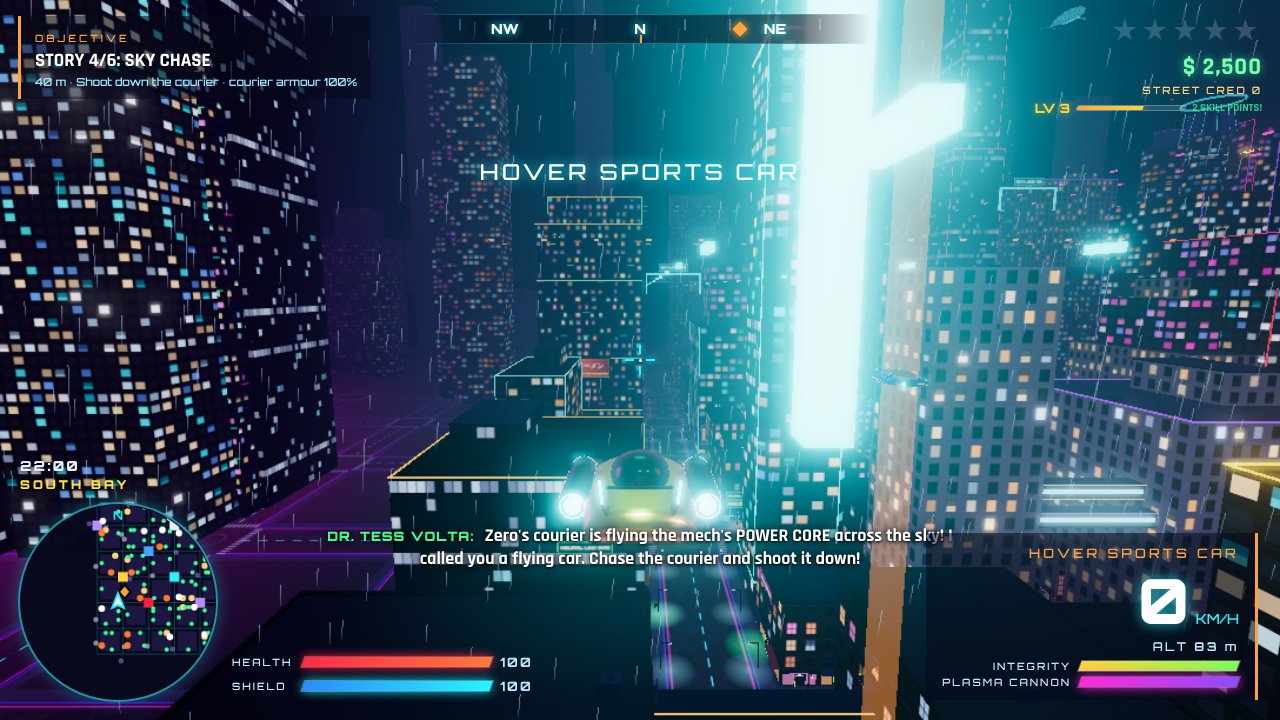 OBJECTIVE
STORY 4/6: SKY CHASE
40 m · Shoot down the courier · courier armour 100%
NW
N
NE
$ 2,500
STREET CRED 0
LV 3
2 SKILL POINTS!
HOVER SPORTS CAR
ーメン
22:00
SOUTH BAY
N
DR. TESS VOLTA: Zero's courier is flying the mech's POWER CORE across the sky! I
called you a flying car. Chase the courier and shoot it down!
HEALTH 100
SHIELD 100
HOVER SPORTS CAR
0 KM/H
ALT 83 m
INTEGRITY
PLASMA CANNON